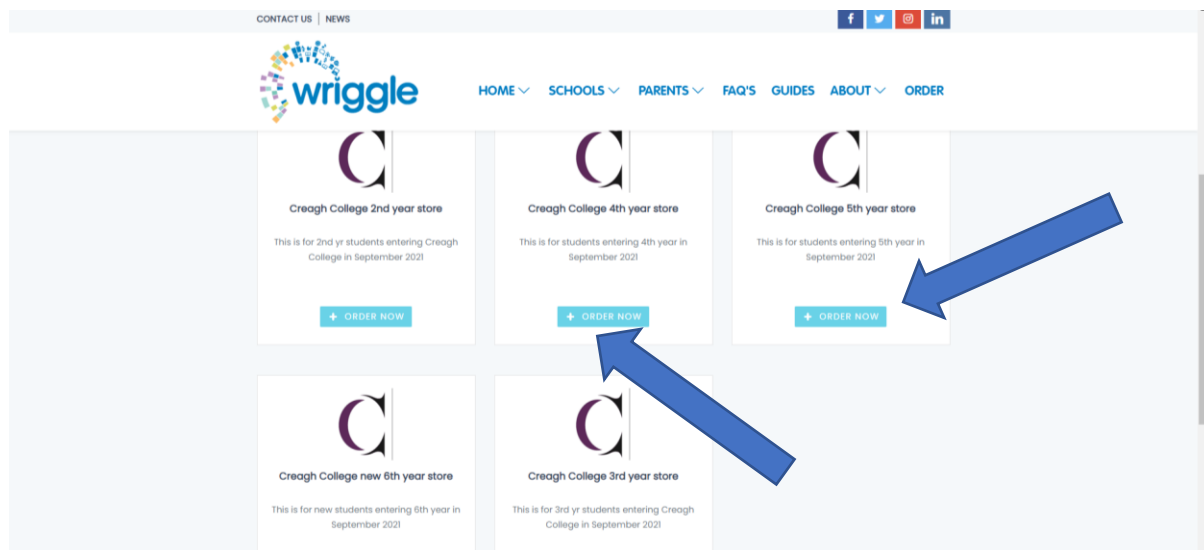 CONTACT US | NEWS
wriggle
HOME SCHOOLS PARENTS FAQ'S GUIDES ABOUT ORDER
Creagh College 2nd year store
This is for 2nd yr students entering Creagh
College in September 2021
+ ORDER NOW
Creagh College 4th year store
This is for students entering 4th year in
September 2021
+ ORDER NOW
Creagh College 5th year store
This is for students entering 5th year in
September 2021
+ ORDER NOW
Creagh College new 6th year store
This is for new students entering 6th year in
September 2021
Creagh College 3rd year store
This is for 3rd yr students entering Creagh
College in September 2021